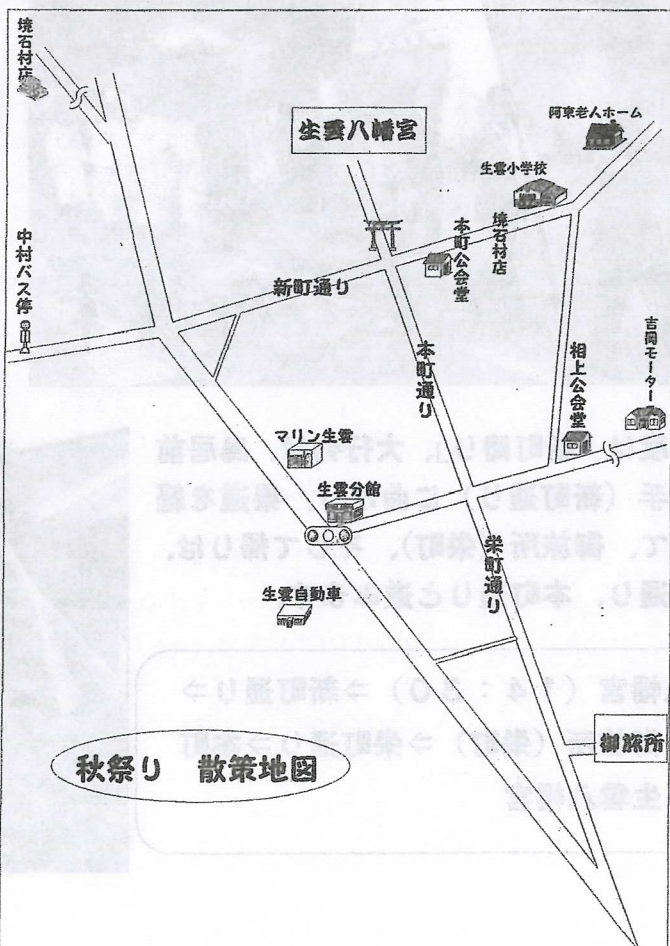 境石村店
生雲八幡宮
阿東老人ホーム
生雲小学校
境石村店
本町公会堂
中村バス停
新町通り
本町通り
相上公会堂
吉岡モーター
マリン生雲
生雲分館
栄町通り
生雲自動車
御旅所
秋祭り 散策地図